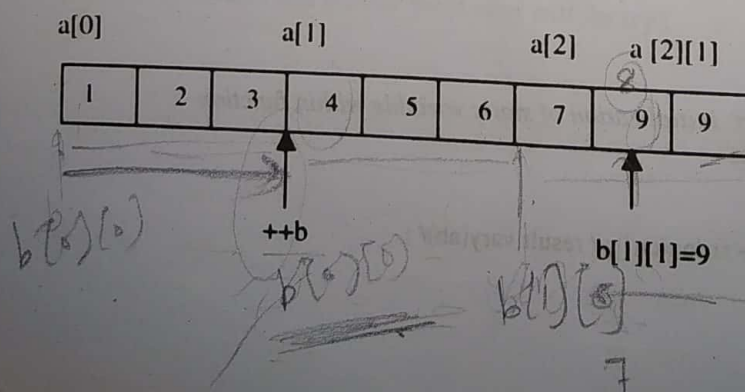 a[0] a[1] a[2] a [2][1]
8
1 2 3 4 5 6 7 9 9
b[0][0] ++b b[1][1]=9
b[0][0] b[1][0]
7